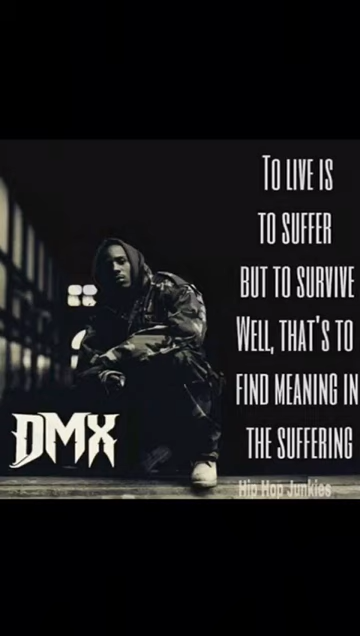 To live is
to suffer
but to survive
Well, that's to
find meaning in
the suffering
DMX
Hip Hop Junkies